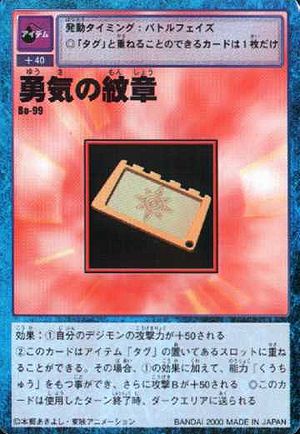 アイテム
+40
発動タイミング:バトルフェイズ
◎「タグ」と重ねることのできるカードは1枚だけ
勇気の紋章
Bo-99
効果:①自分のデジモンの攻撃力が+50される
②このカードはアイテム「タグ」の置いてあるスロットに重ね
ることができる。その場合、①の効果に加えて、能力「くうち
ゅう」をもつ事ができ、さらに攻撃Bが+50される ◎このカー
ドは使用したターン終了時、ダークエリアに送られる
©本郷あきよし・東映アニメーション
BANDAI 2000 MADE IN JAPAN